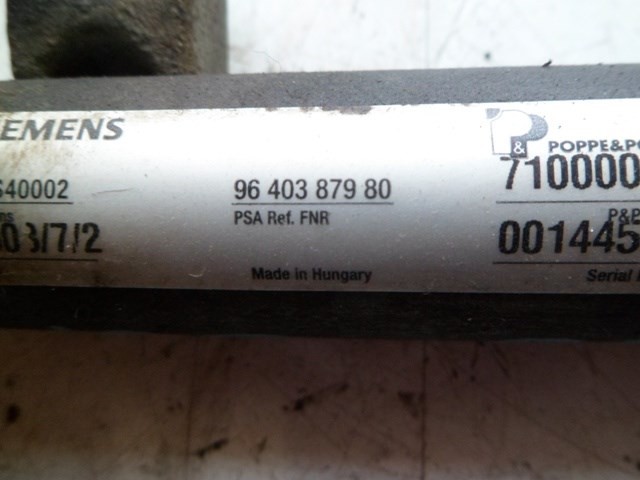 EMENS
P& POPPE&PO
710000
S40002
96 403 879 80
PSA Ref. FNR
P&P
03/7/2
001445
Made in Hungary
Serial